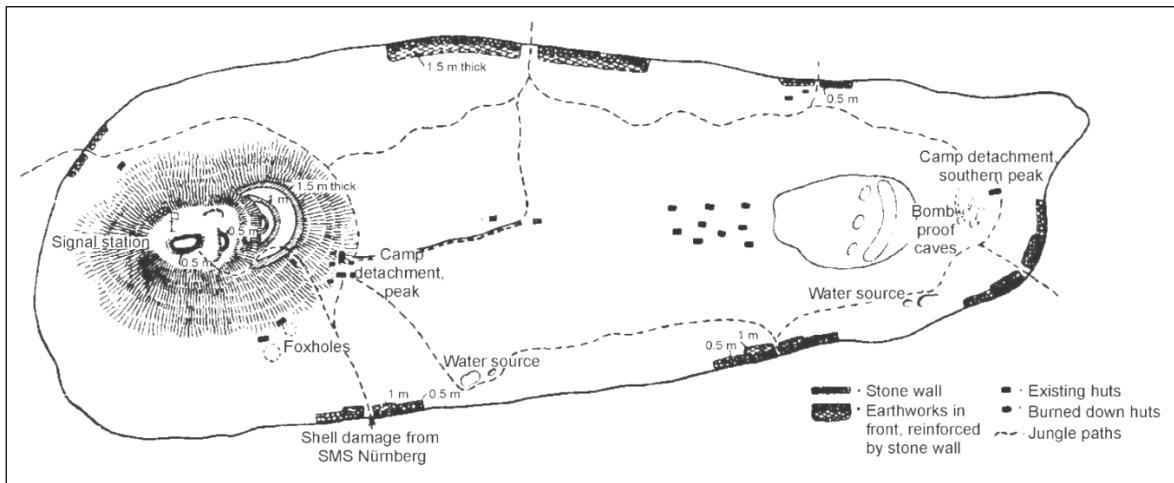 1.5 m thick
0.5 m
Camp detachment,
southern peak
1.5 m thick
1 m
0.5 m
Signal station
0.5 m
Bomb
proof
caves
Camp
detachment,
peak
Water source
Foxholes
Water source
1 m
0.5 m
1 m
0.5 m
Shell damage from
SMS Nürnberg
Stone wall
Earthworks in
front, reinforced
by stone wall
Existing huts
Burned down huts
Jungle paths